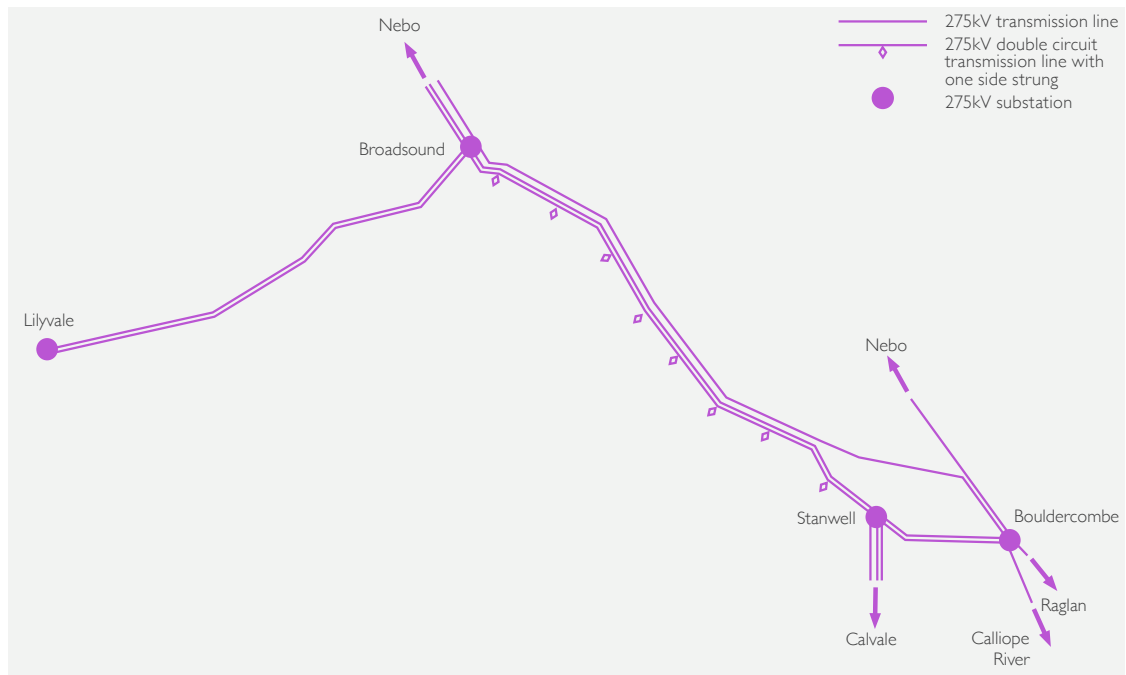 Nebo
275kV transmission line
275kV double circuit
transmission line with
one side strung
275kV substation
Broadsound
Lilyvale
Nebo
Stanwell
Bouldercombe
Raglan
Calvale
Calliope
River